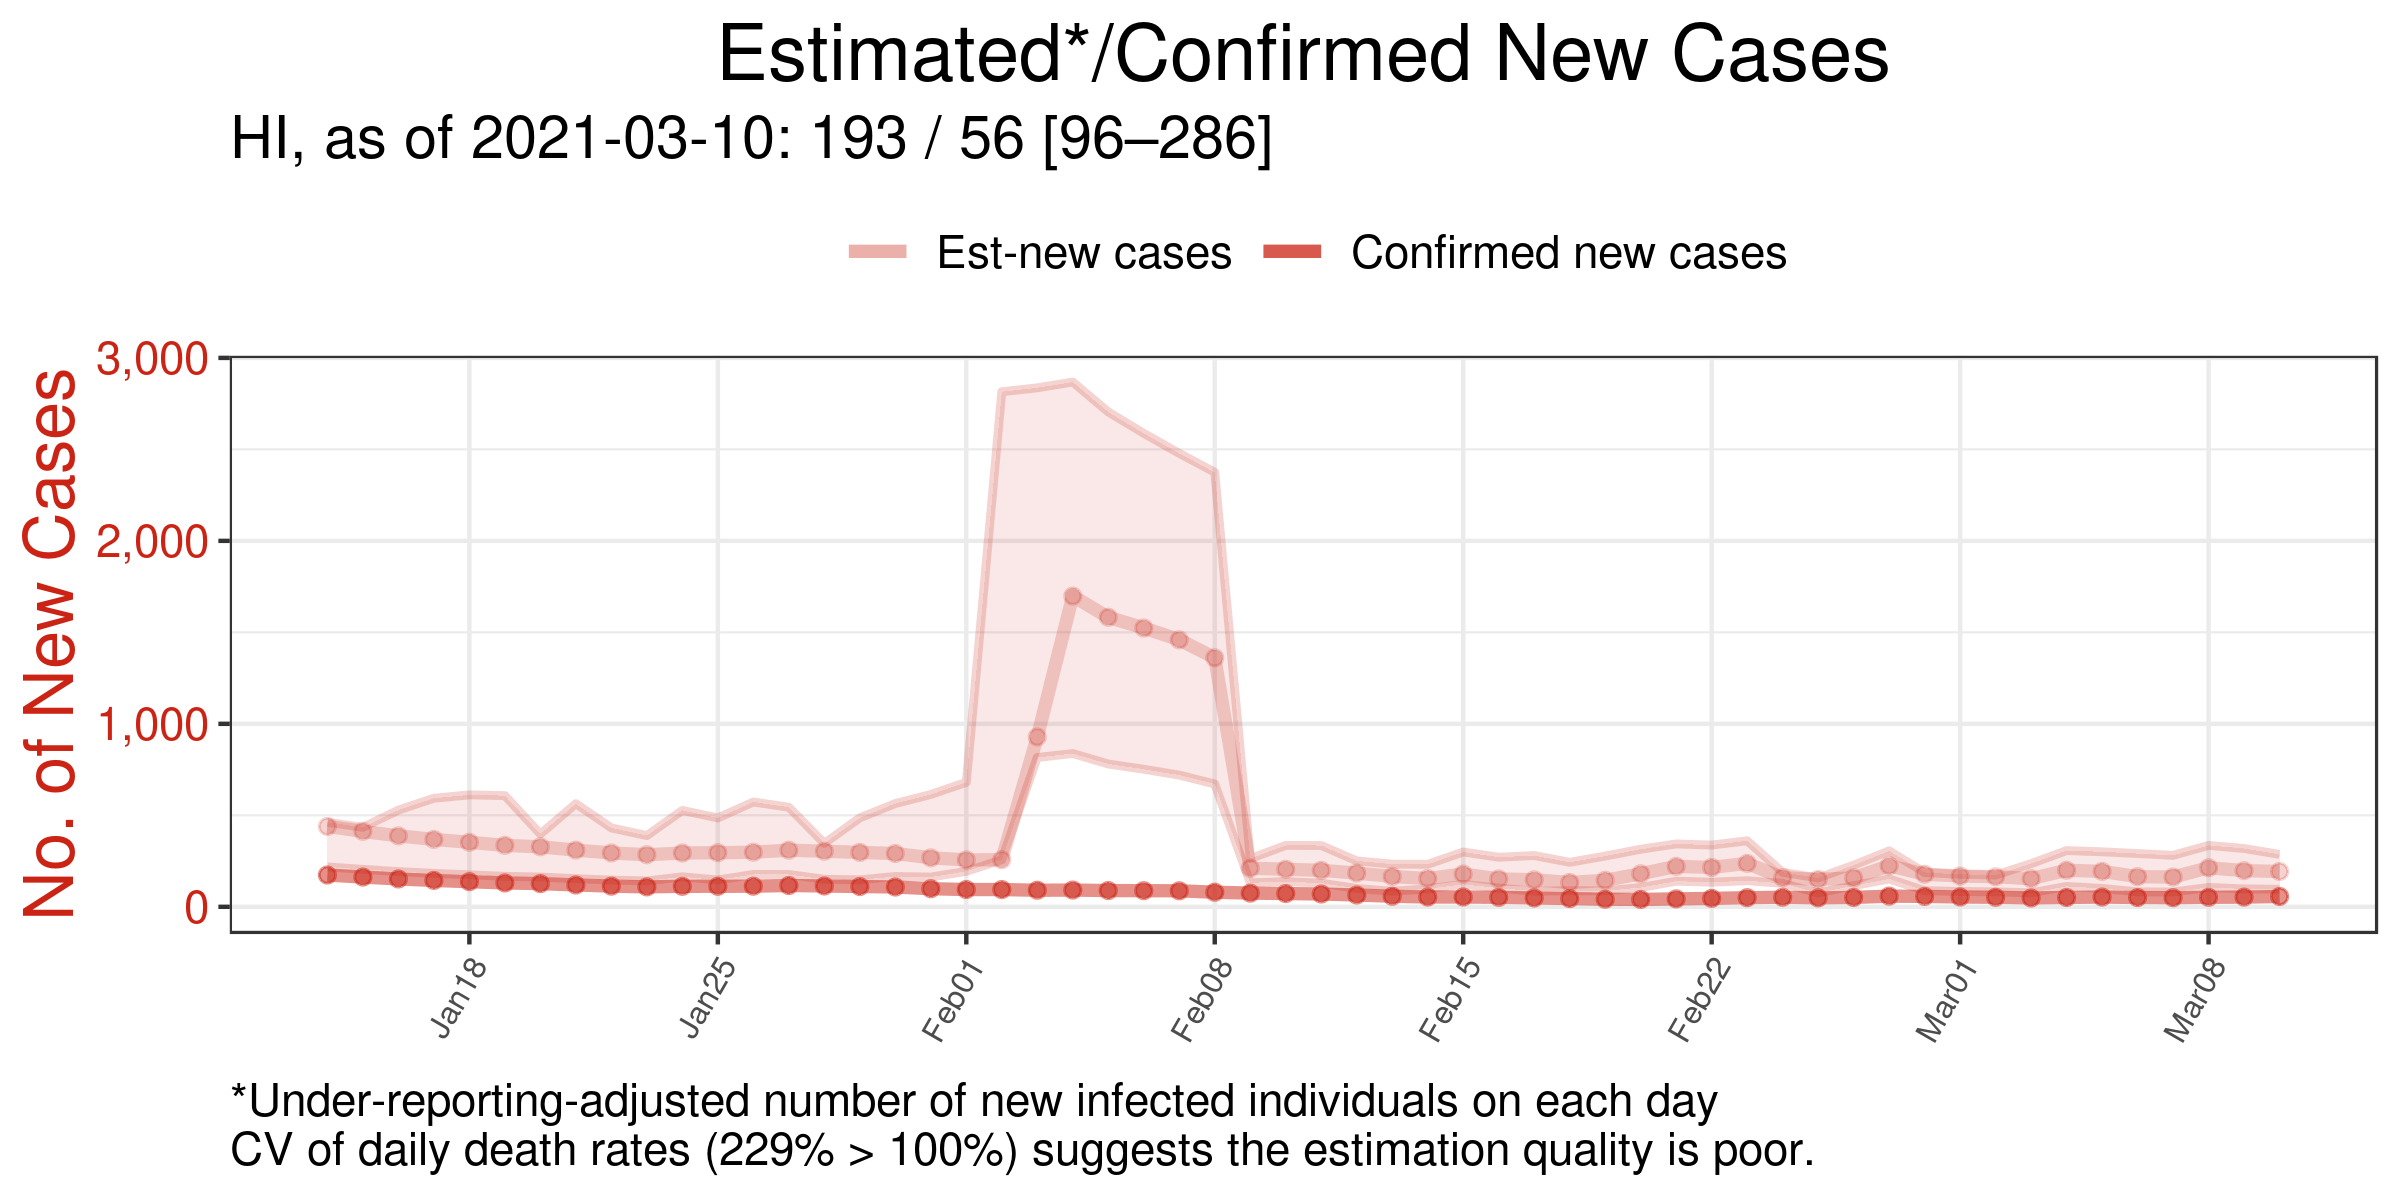 Estimated*/Confirmed New Cases
HI, as of 2021-03-10: 193 / 56 [96–286]
Est-new cases
Confirmed new cases
No. of New Cases
3,000
2,000
1,000
0
Jan18
Jan25
Feb01
Feb08
Feb15
Feb22
Mar01
Mar08
*Under-reporting-adjusted number of new infected individuals on each day
CV of daily death rates (229% > 100%) suggests the estimation quality is poor.